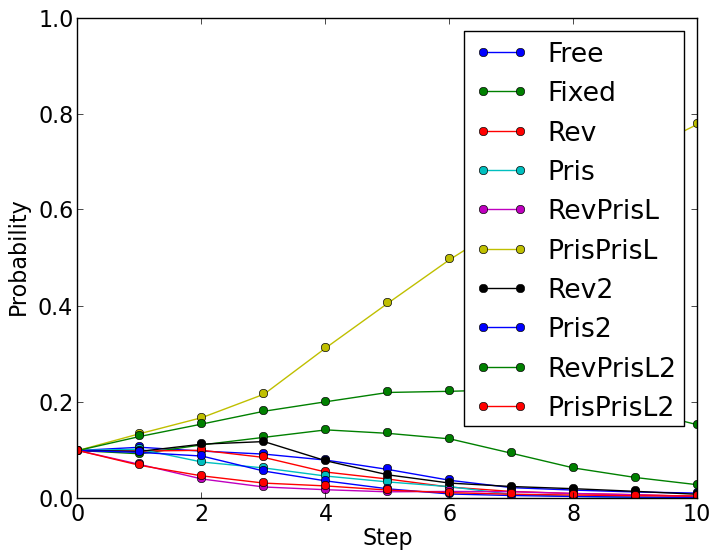 1.0
0.8
0.6
0.4
0.2
0.0
Probability
0 2 4 6 8 10
Step
Free
Fixed
Rev
Pris
RevPrisL
PrisPrisL
Rev2
Pris2
RevPrisL2
PrisPrisL2